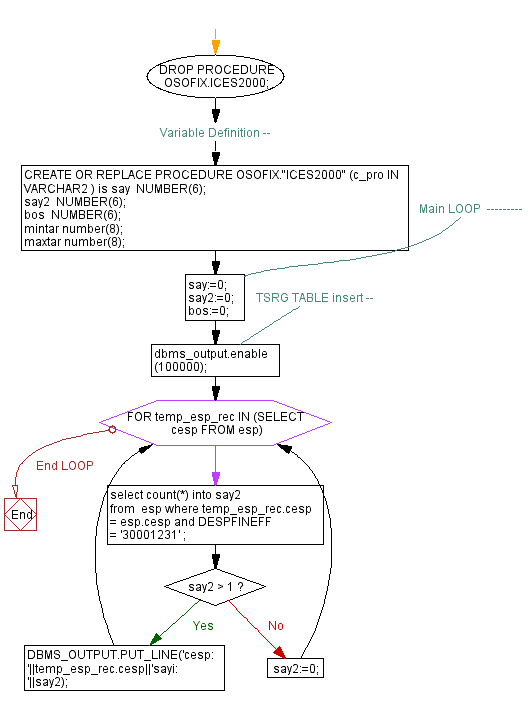 DROP PROCEDURE
OSOFIX.ICES2000;
Variable Definition --
CREATE OR REPLACE PROCEDURE OSOFIX."ICES2000" (c_pro IN
VARCHAR2 ) is say  NUMBER(6);
say2  NUMBER(6);
bos  NUMBER(6);
mintar number(8);
maxtar number(8);
Main LOOP ---------
say:=0;
say2:=0;
bos:=0;
TSRG TABLE insert --
dbms_output.enable
(100000);
FOR temp_esp_rec IN (SELECT
cesp FROM esp)
End LOOP
End
select count(*) into say2
from  esp where temp_esp_rec.cesp
= esp.cesp and DESPFINEFF
= '30001231' ;
say2 > 1 ?
Yes
No
DBMS_OUTPUT.PUT_LINE('cesp:
'||temp_esp_rec.cesp||'sayi:
'||say2);
say2:=0;